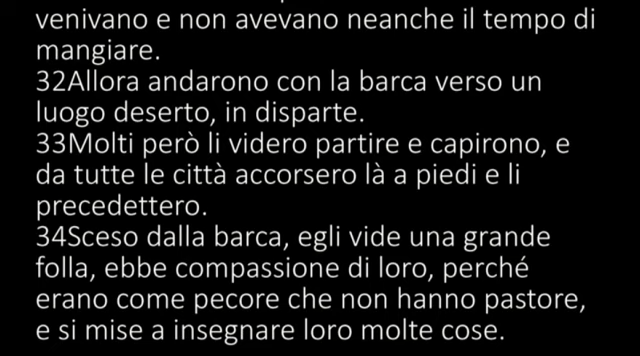 venivano e non avevano neanche il tempo di
mangiare.
32Allora andarono con la barca verso un
luogo deserto, in disparte.
33Molti però li videro partire e capirono, e
da tutte le città accorsero là a piedi e li
precedettero.
34Sceso dalla barca, egli vide una grande
folla, ebbe compassione di loro, perché
erano come pecore che non hanno pastore,
e si mise a insegnare loro molte cose.